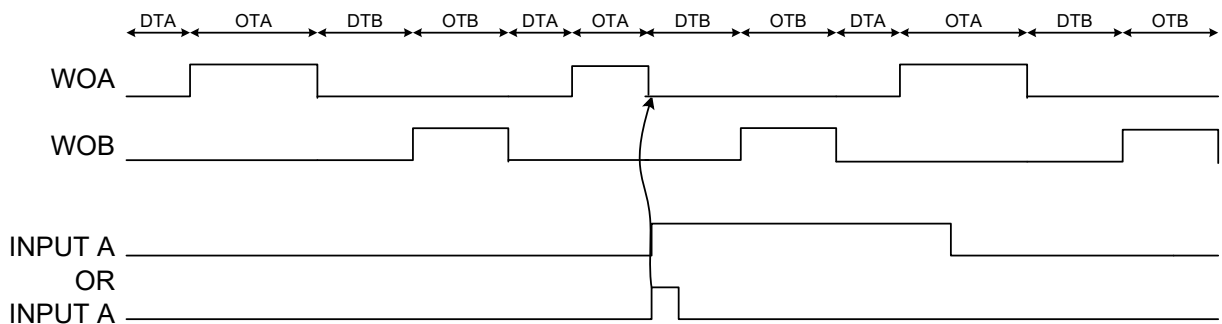 DTA OTA DTB OTB DTA OTA DTB OTB DTA OTA DTB OTB
WOA
WOB
INPUT A
OR
INPUT A